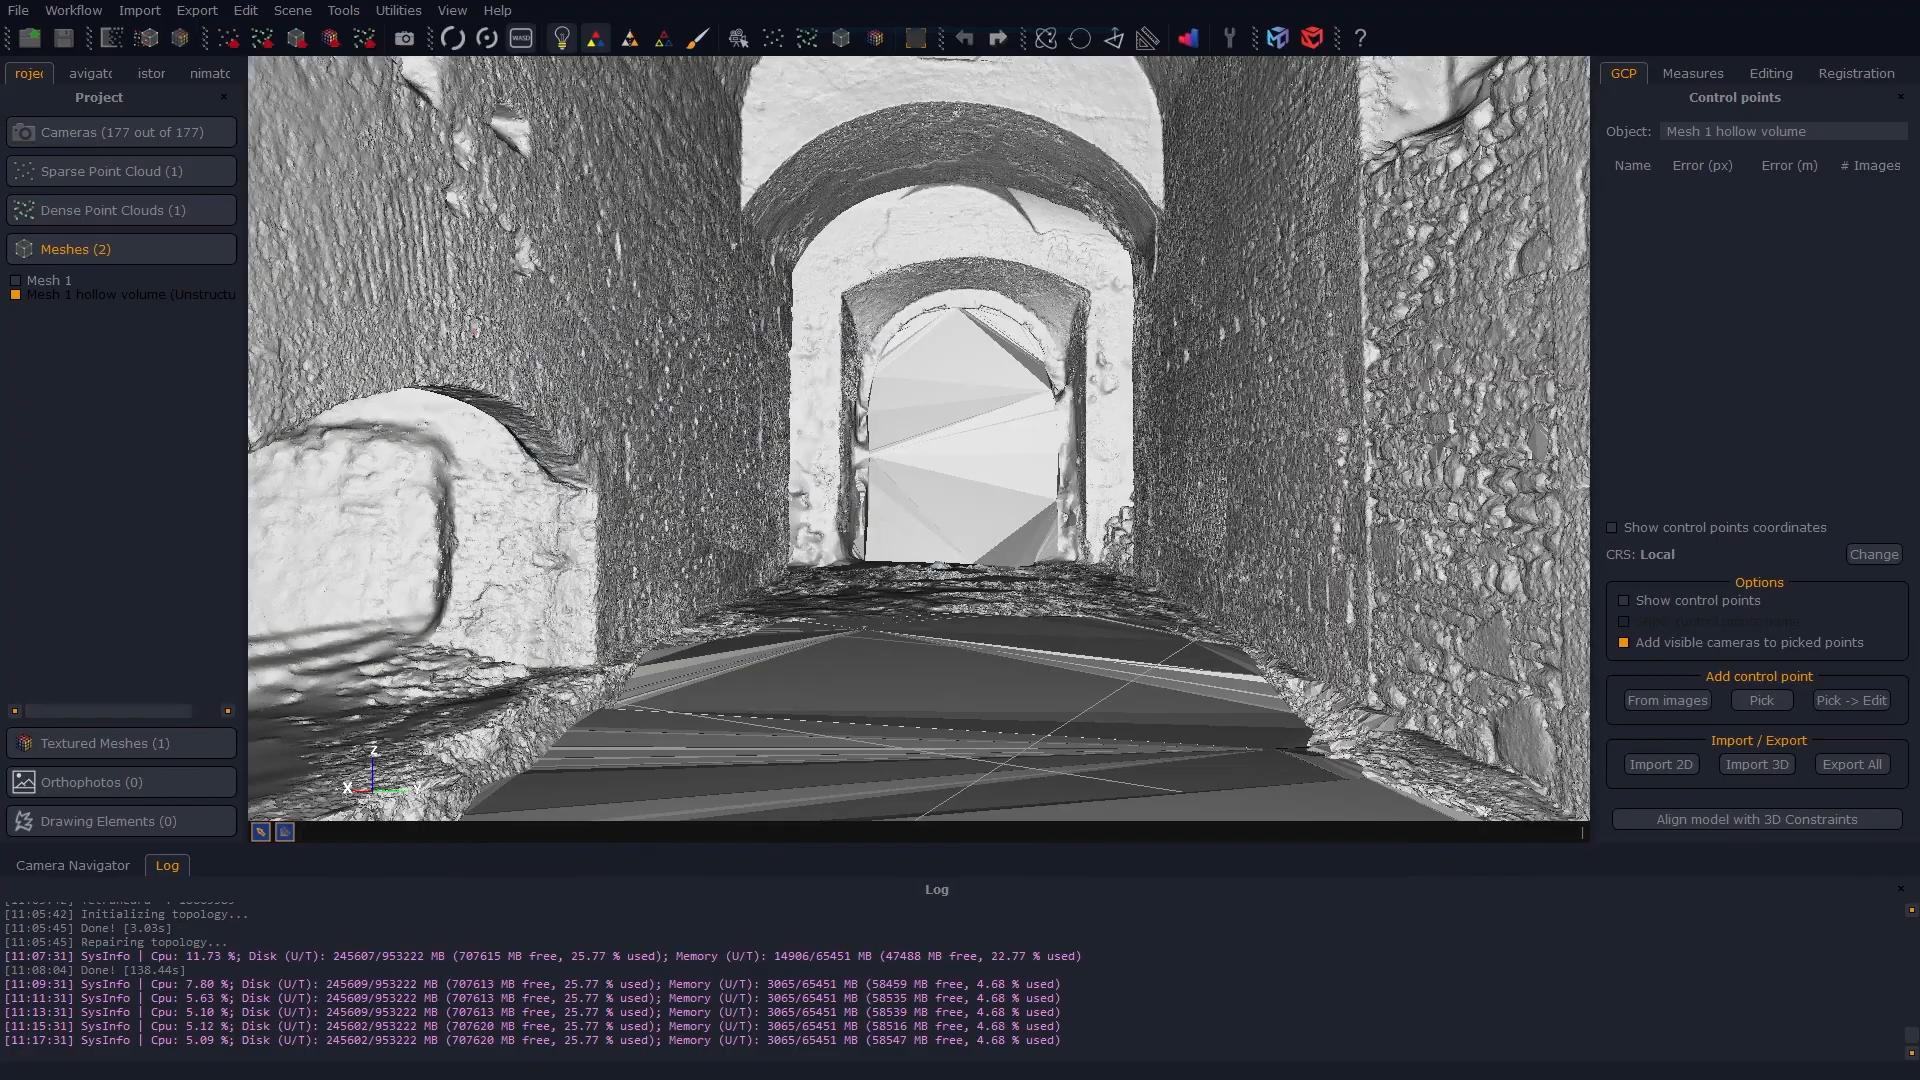 File Workflow Import Export Edit Scene Tools Utilities View Help
WASD
rojec avigato istor nimato
Project
Cameras (177 out of 177)
Sparse Point Cloud (1)
Dense Point Clouds (1)
Meshes (2)
Mesh 1
Mesh 1 hollow volume (Unstructu
Textured Meshes (1)
Orthophotos (0)
Drawing Elements (0)
Z
X Y
GCP Measures Editing Registration
Control points
Object: Mesh 1 hollow volume
Name Error (px) Error (m) # Images
Show control points coordinates
CRS: Local Change
Options
Show control points
Add visible cameras to picked points
Add control point
From images Pick Pick -> Edit
Import / Export
Import 2D Import 3D Export All
Align model with 3D Constraints
Camera Navigator Log
Log
[11:05:42] Initializing topology...
[11:05:45] Done! [3.03s]
[11:05:45] Repairing topology...
[11:07:31] SysInfo | Cpu: 11.73 %; Disk (U/T): 245607/953222 MB (707615 MB free, 25.77 % used); Memory (U/T): 14906/65451 MB (47488 MB free, 22.77 % used)
[11:08:04] Done! [138.44s]
[11:09:31] SysInfo | Cpu: 7.80 %; Disk (U/T): 245609/953222 MB (707613 MB free, 25.77 % used); Memory (U/T): 3065/65451 MB (58459 MB free, 4.68 % used)
[11:11:31] SysInfo | Cpu: 5.63 %; Disk (U/T): 245609/953222 MB (707613 MB free, 25.77 % used); Memory (U/T): 3065/65451 MB (58535 MB free, 4.68 % used)
[11:13:31] SysInfo | Cpu: 5.10 %; Disk (U/T): 245609/953222 MB (707613 MB free, 25.77 % used); Memory (U/T): 3065/65451 MB (58539 MB free, 4.68 % used)
[11:15:31] SysInfo | Cpu: 5.12 %; Disk (U/T): 245602/953222 MB (707620 MB free, 25.77 % used); Memory (U/T): 3065/65451 MB (58516 MB free, 4.68 % used)
[11:17:31] SysInfo | Cpu: 5.09 %; Disk (U/T): 245602/953222 MB (707620 MB free, 25.77 % used); Memory (U/T): 3065/65451 MB (58547 MB free, 4.68 % used)